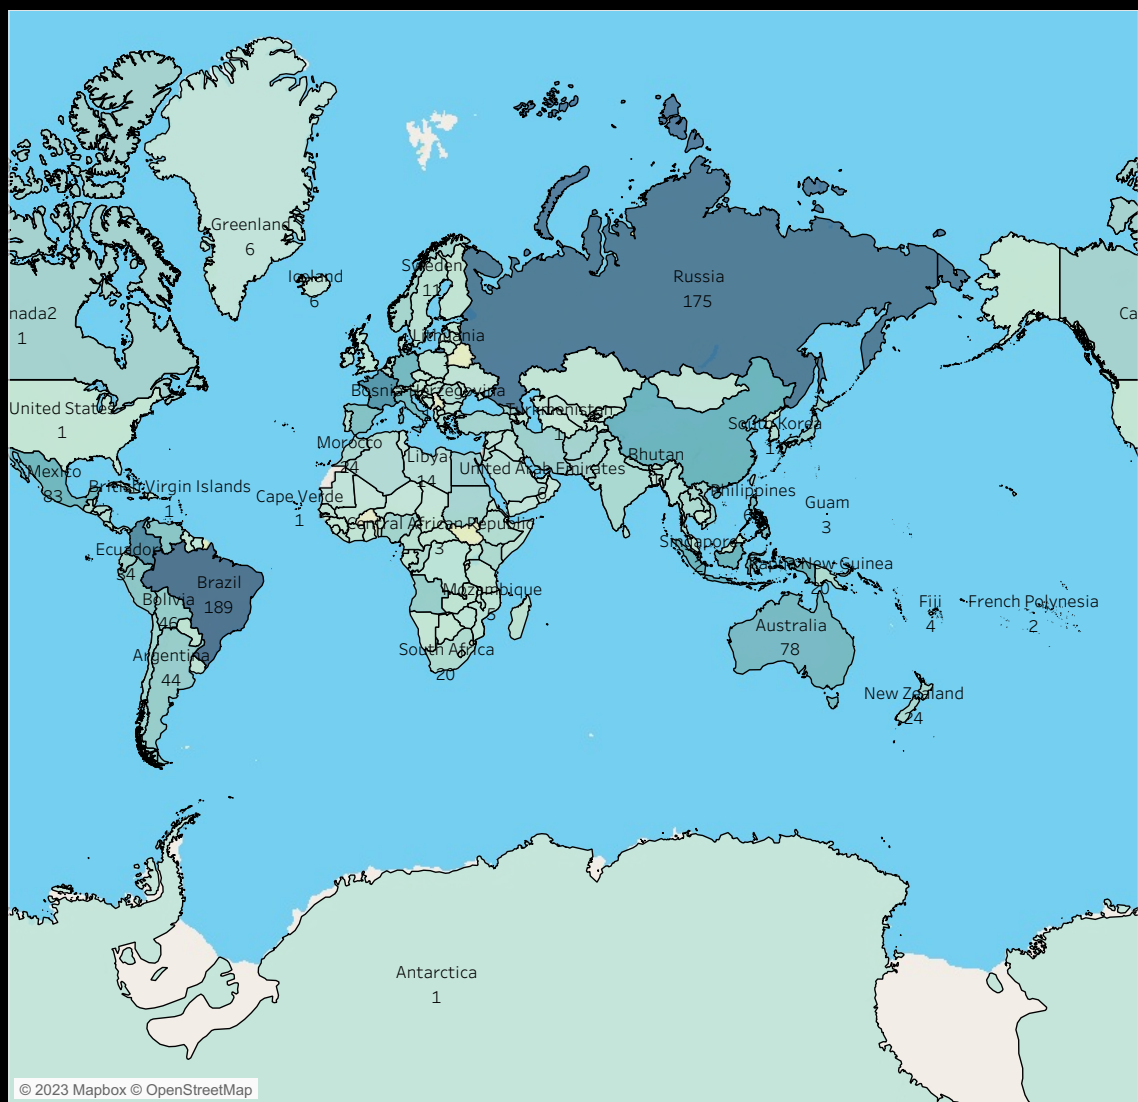 Greenland
6
Iceland
6
Sweden
11
Russia
175
nada2
1
Ca
Lithuania
Bosnia Herzegovina
United States
1
Turkmenistan
1
South Korea
Morocco
Libya
14
Bhutan
United Arab Emirates
6
Mexico
83
British Virgin Islands
1
Cape Verde
1
Philippines
Guam
3
Central African Republic
3
Singapore
Ecuador
34
Papua New Guinea
20
Brazil
189
Mozambique
Bolivia
46
Fiji
4
French Polynesia
2
Australia
78
Argentina
44
South Africa
20
New Zealand
24
Antarctica
1
© 2023 Mapbox © OpenStreetMap